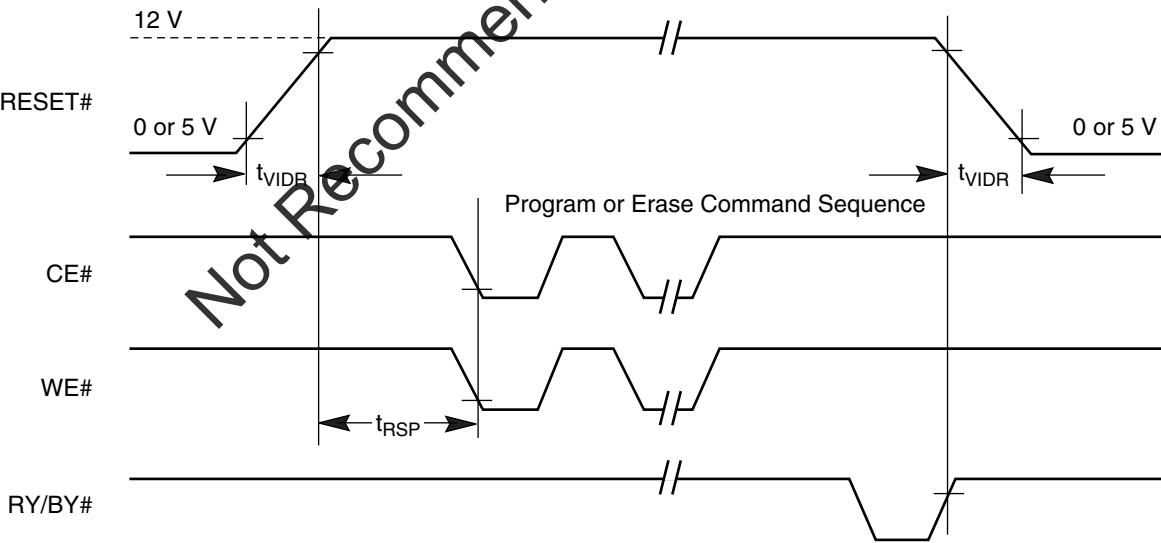 12 V
RESET#
0 or 5 V
0 or 5 V
tVIDR
tVIDR
Program or Erase Command Sequence
CE#
WE#
tRSP
RY/BY#
Not